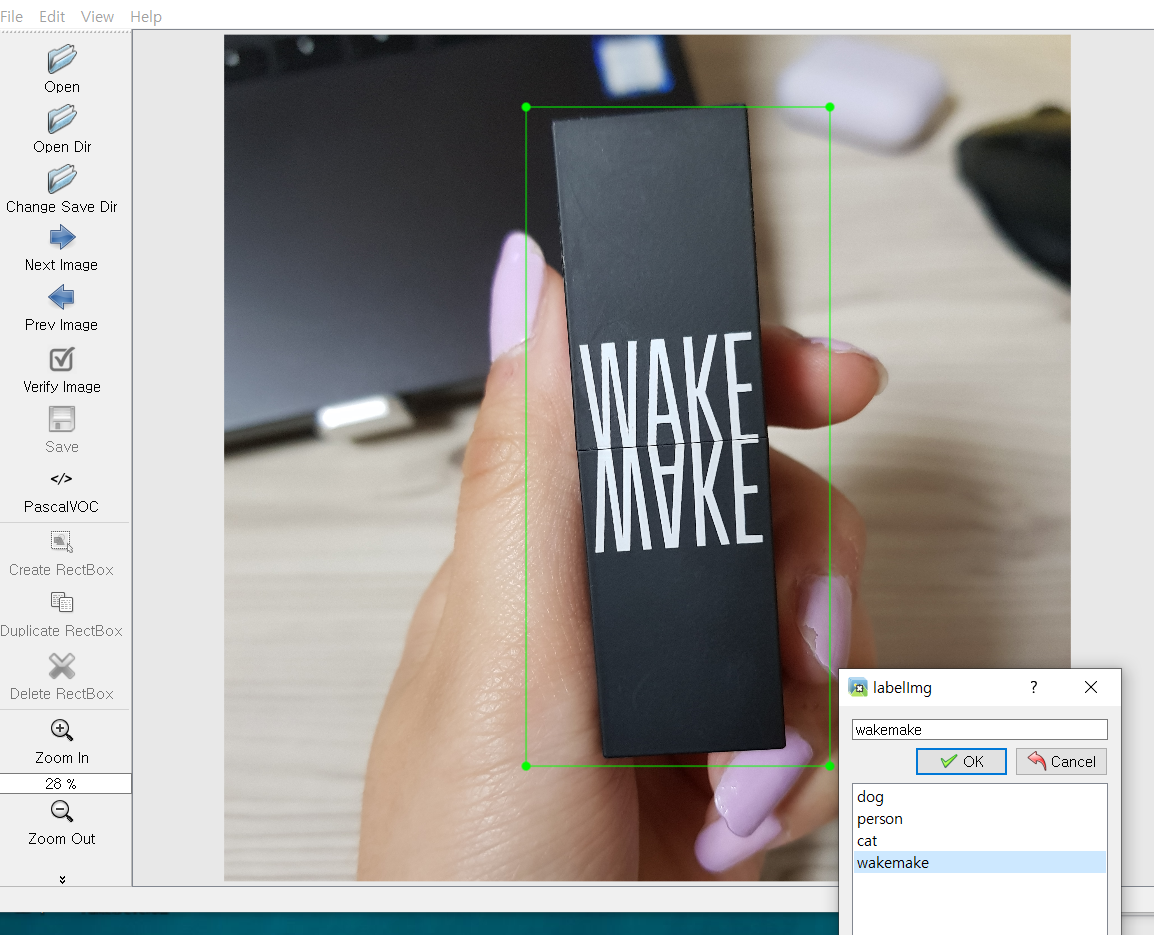 File Edit View Help
Open
Open Dir
Change Save Dir
Next Image
Prev Image
Verify Image
Save
</>
PascalVOC
Create RectBox
Duplicate RectBox
Delete RectBox
Zoom In
28 %
Zoom Out
WAKE
MAKE
labelImg ?
wakemake
OK Cancel
dog
person
cat
wakemake